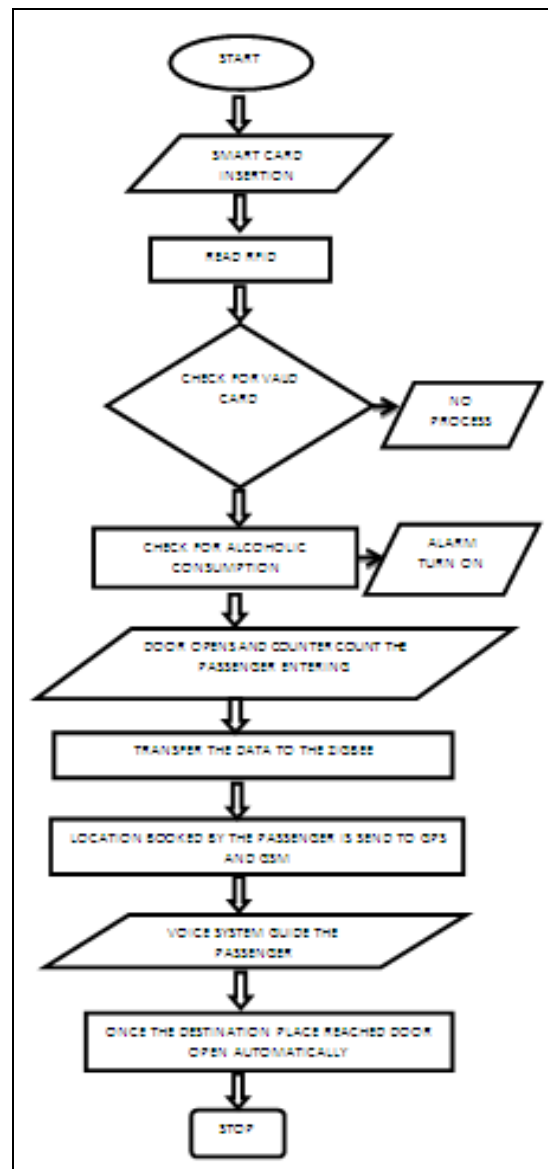 START
SMART CARD
INSERTION
READ RFID
CHECK FOR VALID
CARD
NO
PROCESS
CHECK FOR ALCOHOLIC
CONSUMPTION
ALARM
TURN ON
DOOR OPENS AND COUNTER COUNT THE
PASSENGER ENTERING
TRANSFER THE DATA TO THE ZIGBEE
LOCATION BOOKED BY THE PASSENGER IS SEND TO GPS
AND GSM
VOICE SYSTEM GUIDE THE
PASSENGER
ONCE THE DESTINATION PLACE REACHED DOOR
OPEN AUTOMATICALLY
STOP